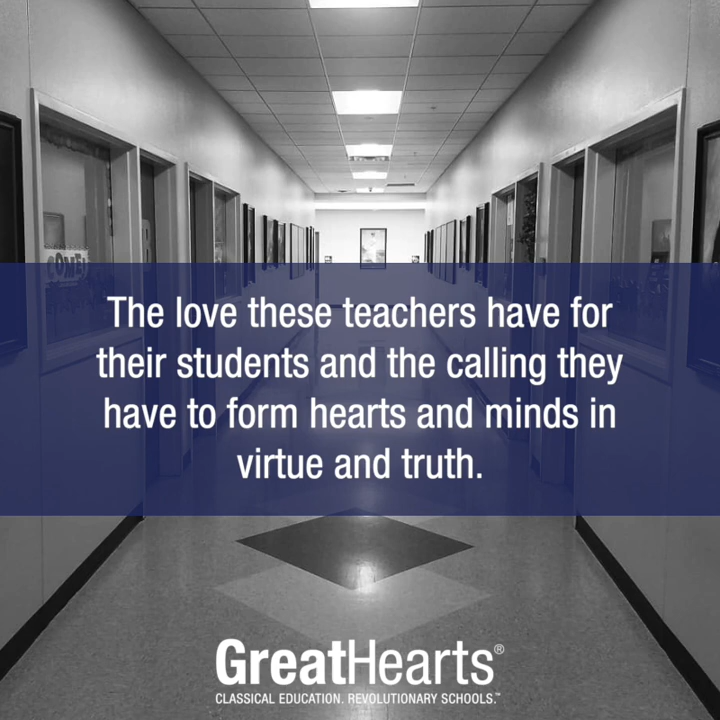 COME!
The love these teachers have for
their students and the calling they
have to form hearts and minds in
virtue and truth.
GreatHearts®
CLASSICAL EDUCATION. REVOLUTIONARY SCHOOLS.™